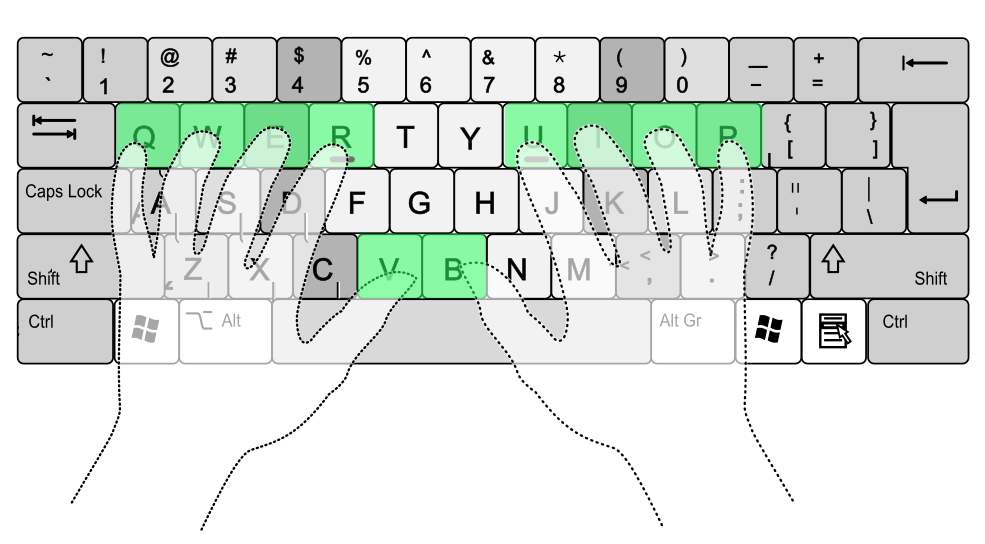 ~ ! @ # $ % ^ & * ( ) — +
` 1 2 3 4 5 6 7 8 9 0 – =
Q W E R T Y U I O P { }
[ ]
Caps Lock A S D F G H J K L : " |
; ' \
Shift Z X C V B N M < < > ? Shift
, . /
Ctrl Alt Alt Gr Ctrl